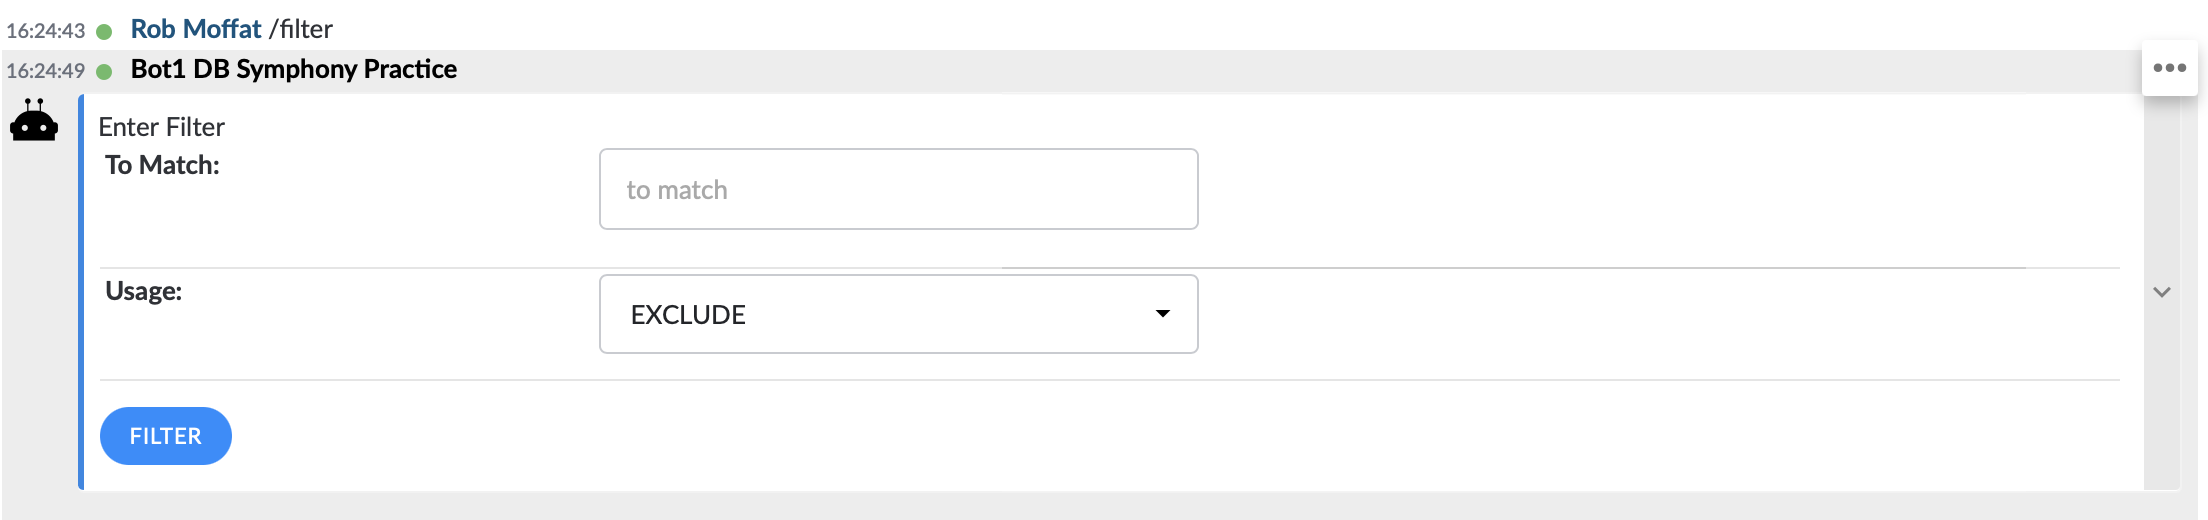 16:24:43 Rob Moffat /filter
16:24:49 Bot1 DB Symphony Practice
Enter Filter
To Match:
to match
Usage:
EXCLUDE
FILTER